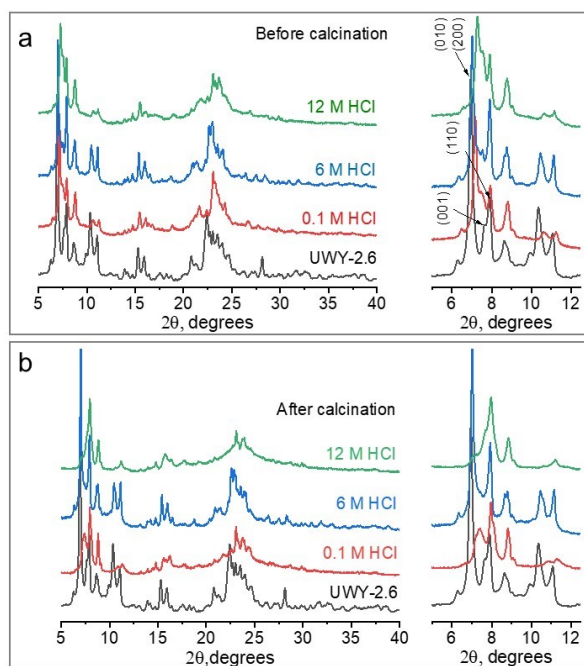 a
Before calcination
12 M HCl
6 M HCl
0.1 M HCl
UWY-2.6
5 10 15 20 25 30 35 40
2θ, degrees
(010)
(200)
(110)
(001)
6 8 10 12
2θ, degrees
b
After calcination
12 M HCl
6 M HCl
0.1 M HCl
UWY-2.6
5 10 15 20 25 30 35 40
2θ,degrees
6 8 10 12
2θ, degrees